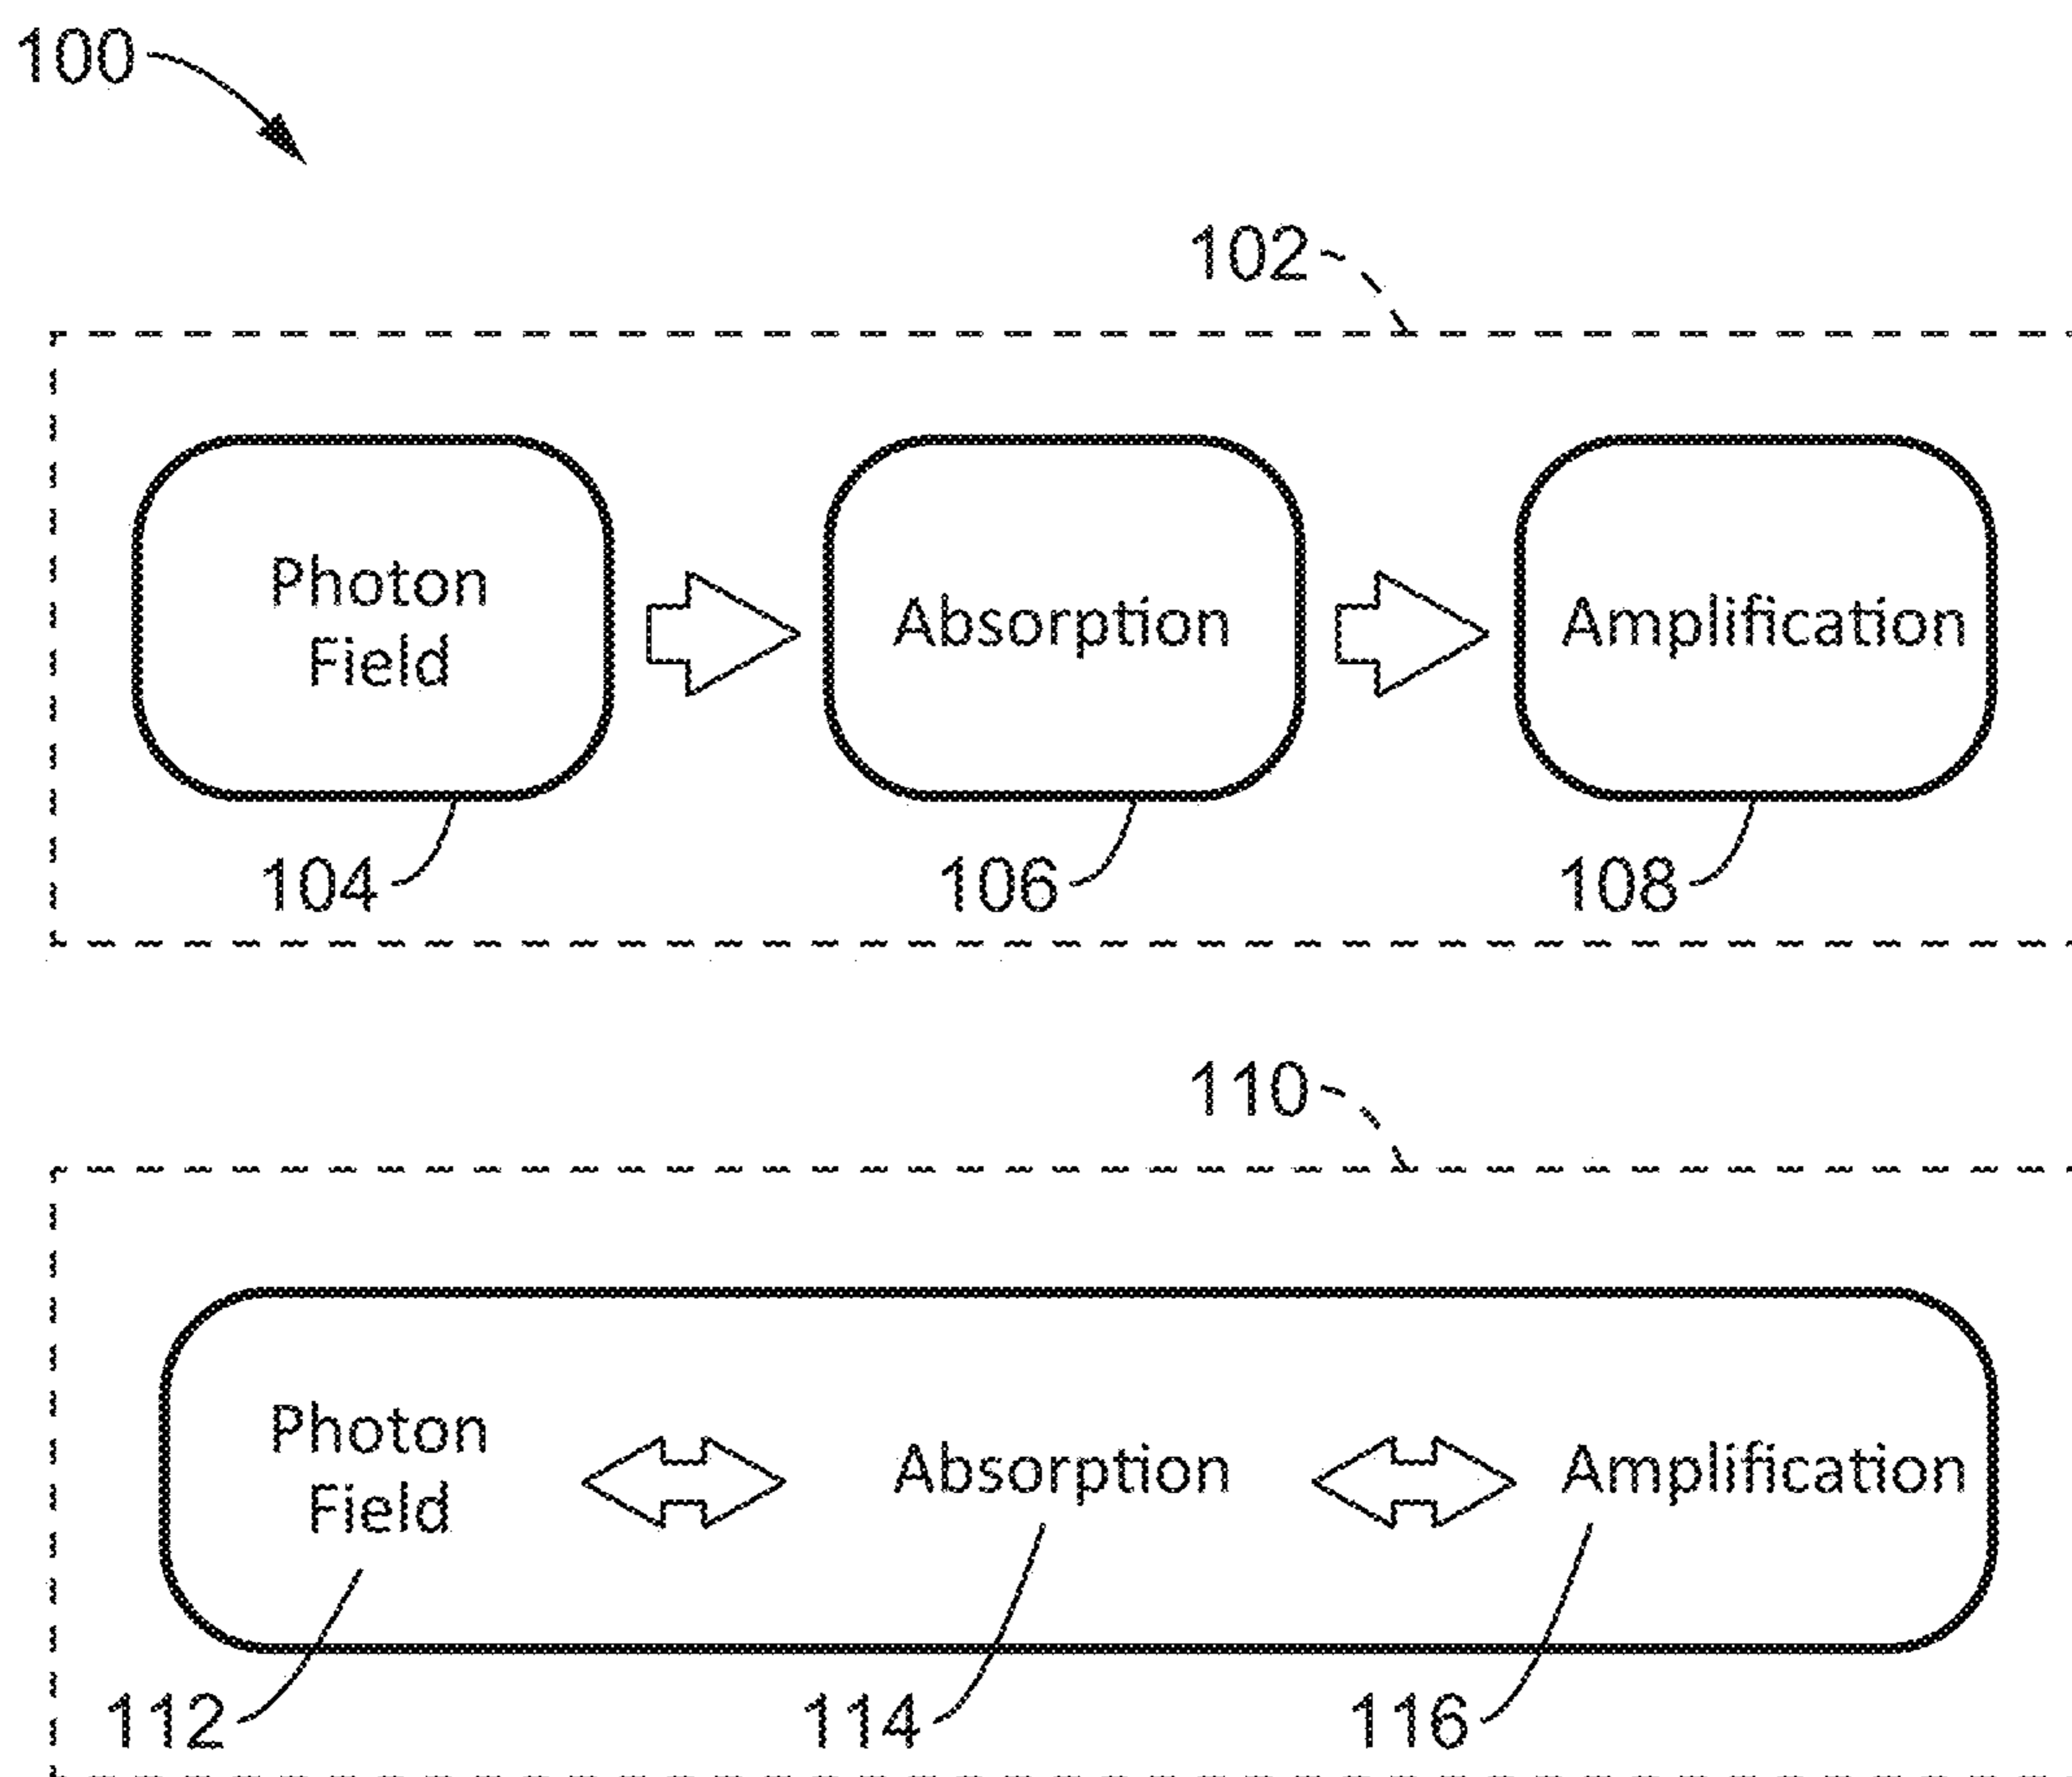 100
102
Photon
Field
Absorption
Amplification
104
106
108
110
Photon
Field
Absorption
Amplification
112
114
116